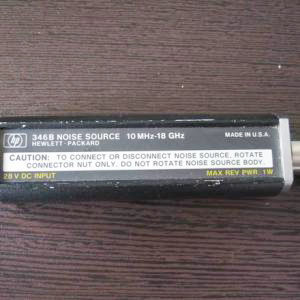 hp
346B NOISE SOURCE 10 MHz-18 GHz
HEWLETT-PACKARD MADE IN U.S.A.
CAUTION: TO CONNECT OR DISCONNECT NOISE SOURCE, ROTATE
CONNECTOR NUT ONLY. DO NOT ROTATE NOISE SOURCE BODY.
28 V DC INPUT MAX REV PWR 1W